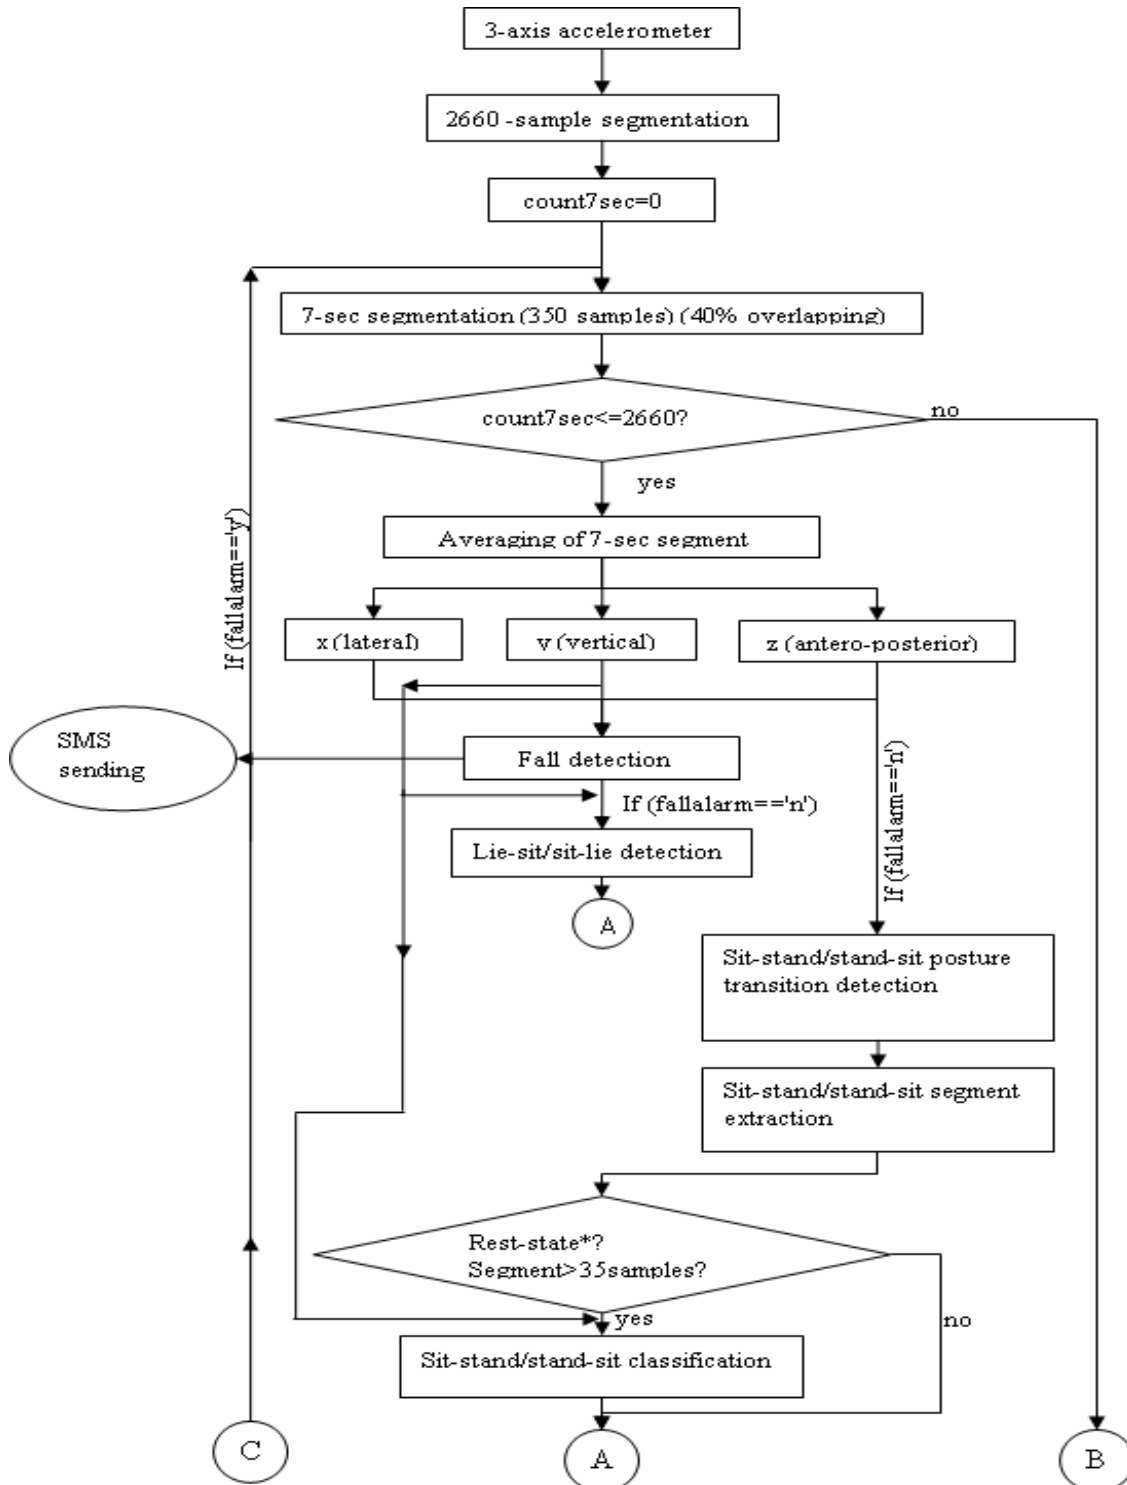 3-axis accelerometer
2660 -sample segmentation
count7sec=0
7-sec segmentation (350 samples) (40% overlapping)
count7sec<=2660?
no
yes
Averaging of 7-sec segment
If (fallalarm=='y')
x (lateral)
y (vertical)
z (antero-posterior)
SMS
sending
Fall detection
If (fallalarm=='n')
If (fallalarm=='n')
Lie-sit/sit-lie detection
A
Sit-stand/stand-sit posture
transition detection
Sit-stand/stand-sit segment
extraction
Rest-state*?
Segment>35samples?
yes
no
Sit-stand/stand-sit classification
C
A
B